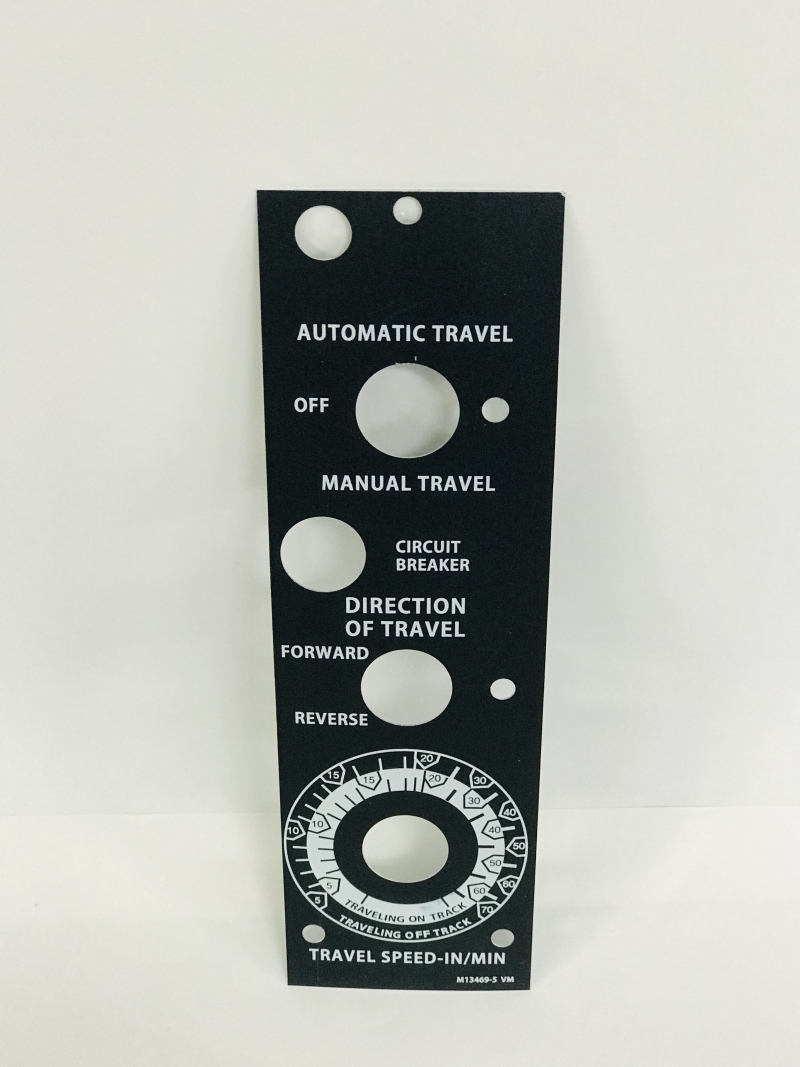 AUTOMATIC TRAVEL
OFF
MANUAL TRAVEL
CIRCUIT
BREAKER
DIRECTION
OF TRAVEL
FORWARD
REVERSE
5 10 15 20 30 40 50 60 70
5 10 15 20 30 40 50 60
TRAVELING ON TRACK
TRAVELING OFF TRACK
TRAVEL SPEED-IN/MIN
M13469-5 VM